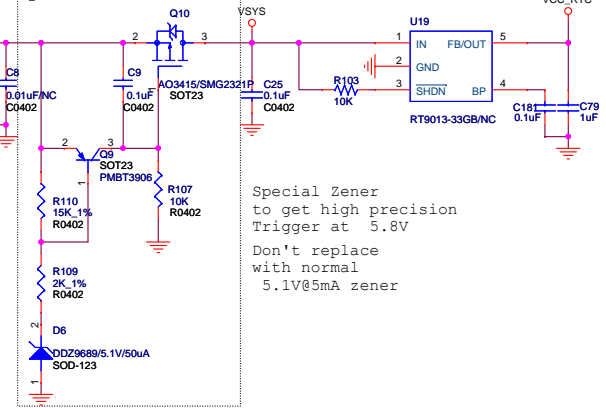 Q10
VSYS
VCC_RTC
2
3
U19
1
IN
FB/OUT
5
2
GND
3
SHDN
BP
4
RT9013-33GB/NC
C8
0.01uF/NC
C0402
C9
0.1uF
C0402
AO3415/SMG2321P
SOT23
1
C25
0.1uF
C0402
R103
10K
C181
0.1uF
C79
1uF
2
3
Q9
SOT23
PMBT3906
1
R110
15K_1%
R0402
R107
10K
R0402
R109
2K_1%
R0402
2
D6
DDZ9689/5.1V/50uA
SOD-123
1
Special Zener
to get high precision
Trigger at 5.8V
Don't replace
with normal
5.1V@5mA zener